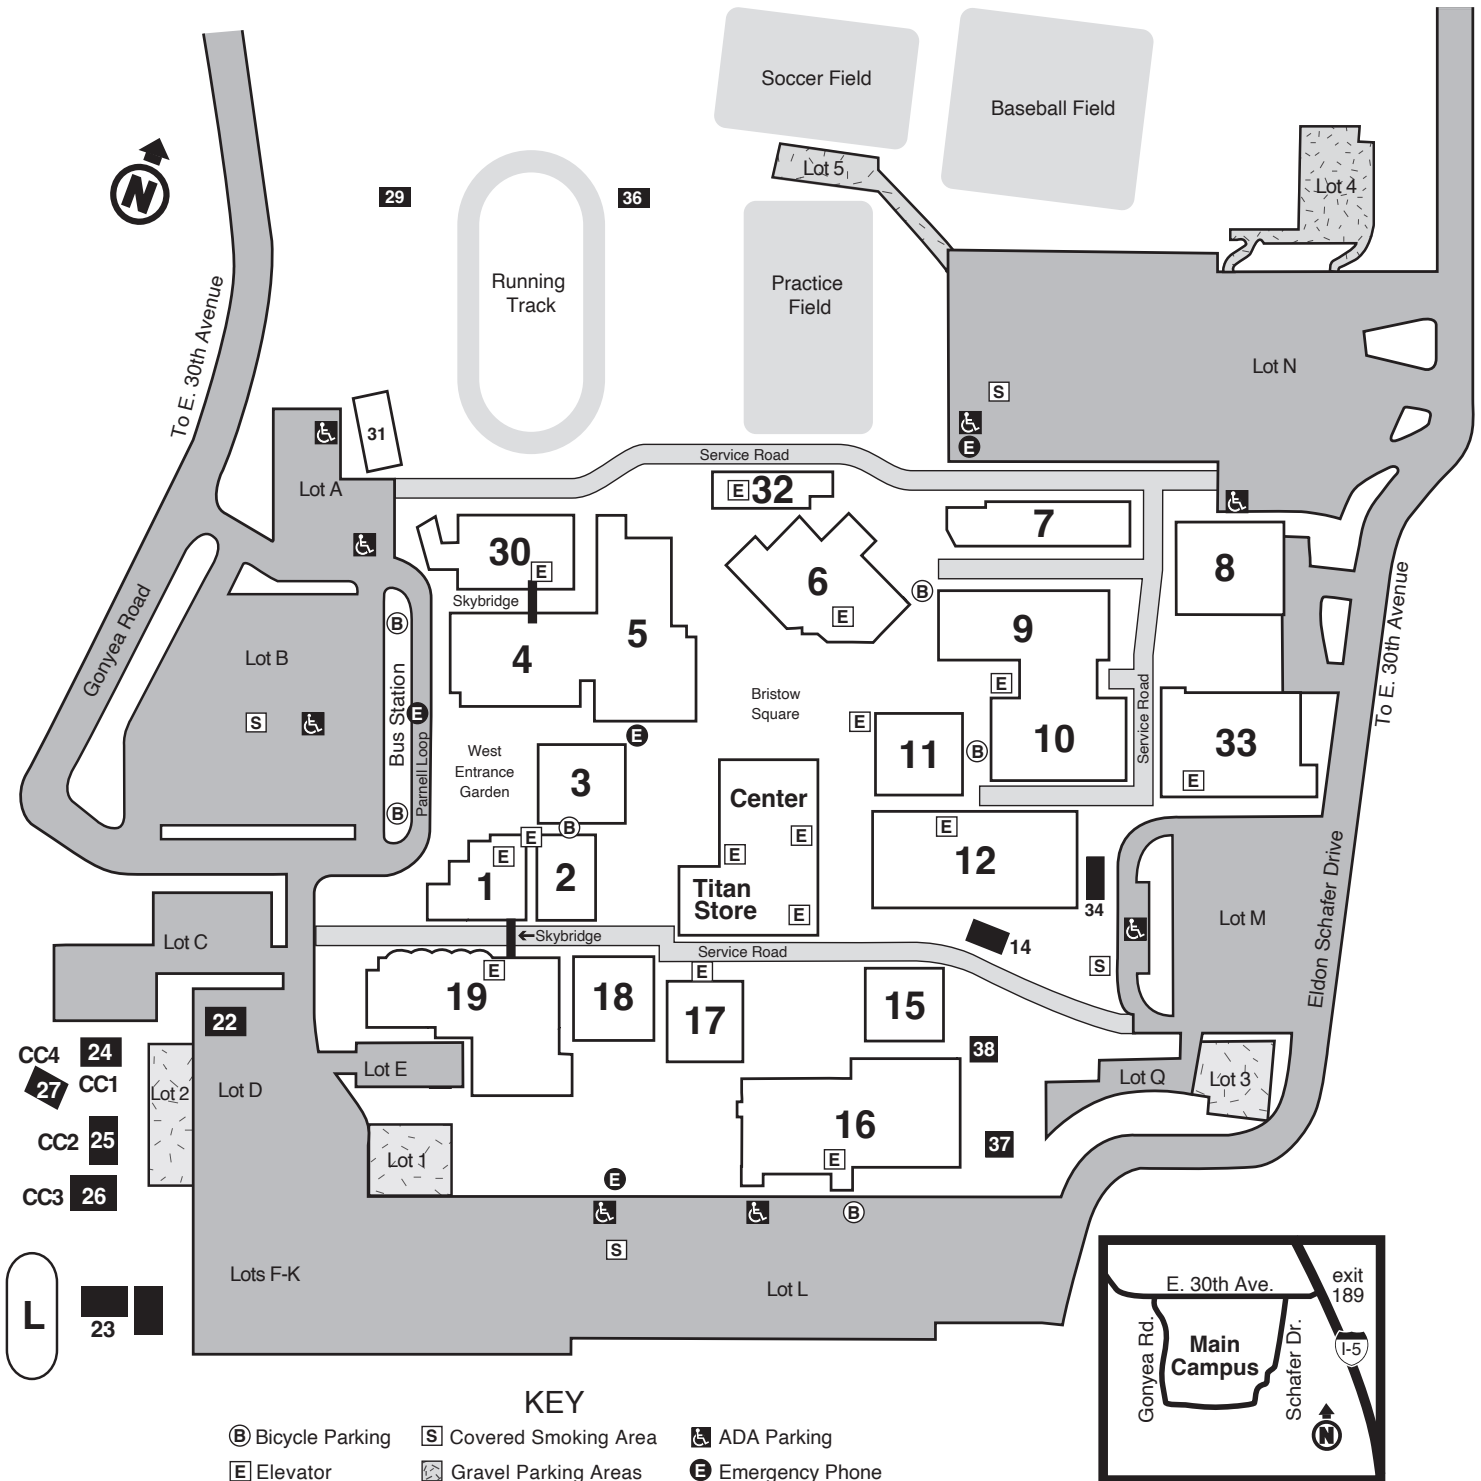 Soccer Field
Baseball Field
Lot 5
Lot 4
N
29
36
Running
Track
Practice
Field
To E. 30th Avenue
Lot N
S
E
31
Lot A
Service Road
E
32
7
30
E
Skybridge
5
6
E
B
8
4
9
Gonyea Road
Lot B
S
B
Bus Station
E
Parnell Loop
B
E
Bristow
Square
E
E
11
B
10
Service Road
33
E
To E. 30th Avenue
West
Entrance
Garden
3
B
E
E
1
2
Center
E
E
Titan
Store
E
E
12
34
14
S
Lot M
Eldon Schafer Drive
Lot C
Skybridge
Service Road
E
19
18
E
17
15
22
CC4
24
27
CC1
CC2
25
CC3
26
Lot 2
Lot D
Lot E
Lot 1
38
Lot Q
Lot 3
16
E
37
E
B
S
Lots F-K
Lot L
L
23
E. 30th Ave.
exit
189
Gonyea Rd.
Main
Campus
Schafer Dr.
I-5
N
KEY
B Bicycle Parking
S Covered Smoking Area
ADA Parking
E Elevator
Gravel Parking Areas
E Emergency Phone